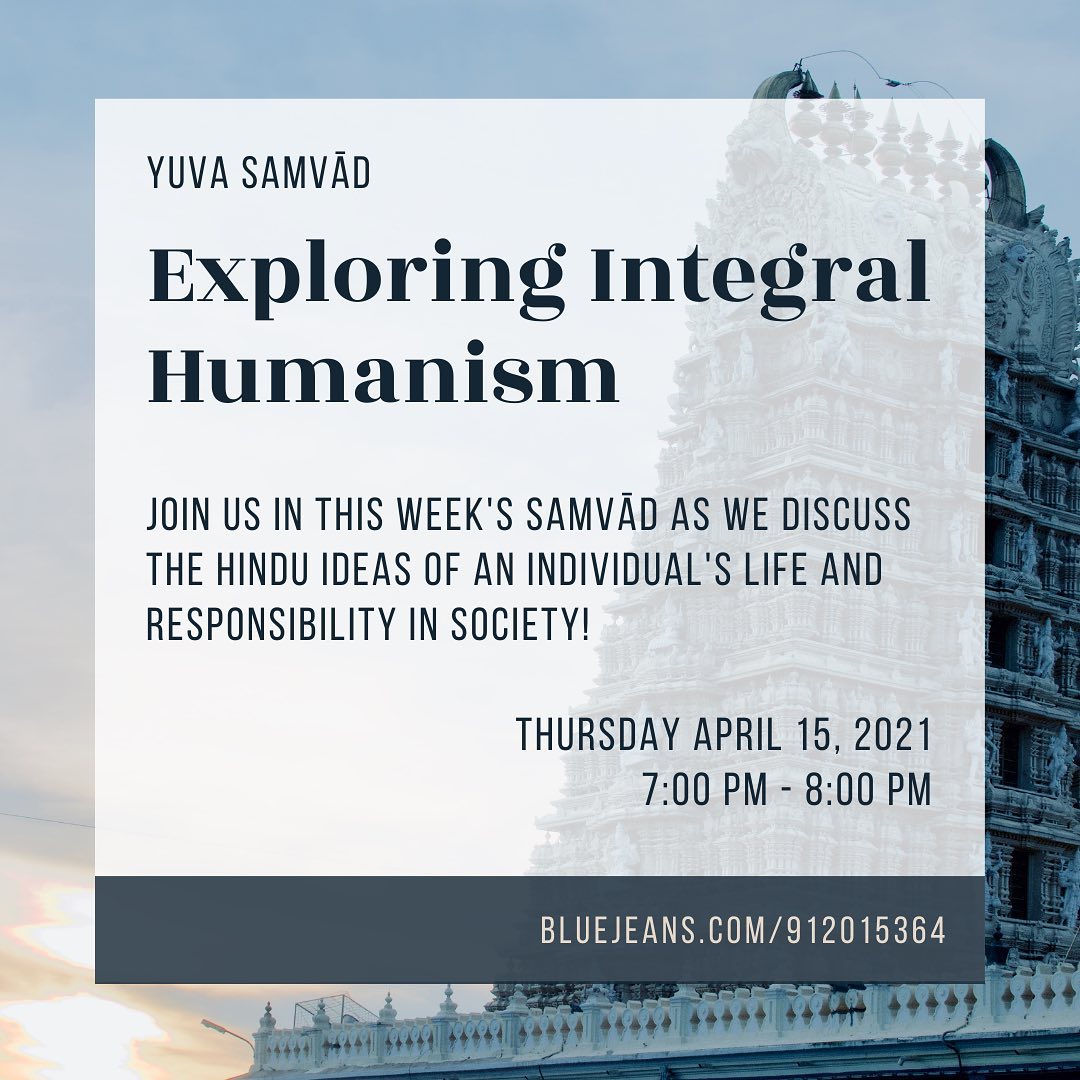 YUVA SAMVĀD
Exploring Integral
Humanism
JOIN US IN THIS WEEK'S SAMVĀD AS WE DISCUSS
THE HINDU IDEAS OF AN INDIVIDUAL'S LIFE AND
RESPONSIBILITY IN SOCIETY!
THURSDAY APRIL 15, 2021
7:00 PM - 8:00 PM
BLUEJEANS.COM/912015364